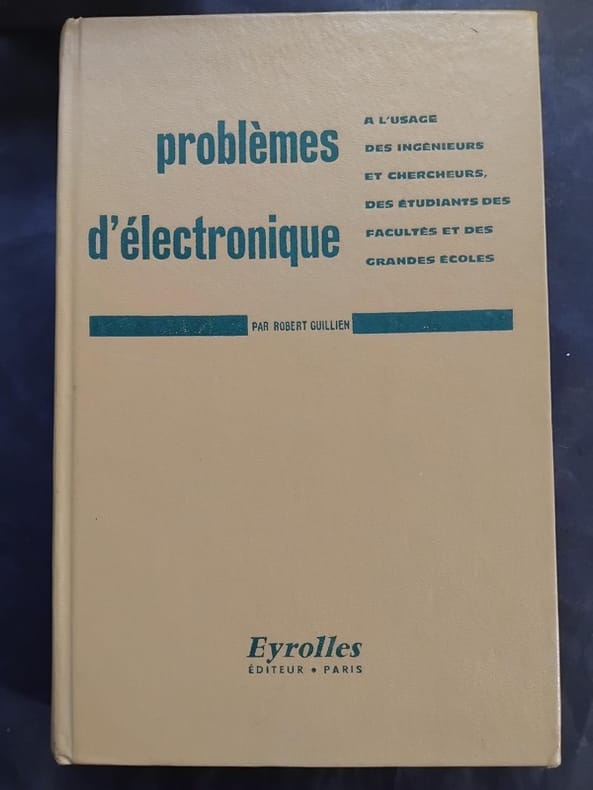 problèmes
d'électronique
A L'USAGE
DES INGÉNIEURS
ET CHERCHEURS,
DES ÉTUDIANTS DES
FACULTÉS ET DES
GRANDES ÉCOLES
PAR ROBERT GUILLIEN
Eyrolles
ÉDITEUR • PARIS